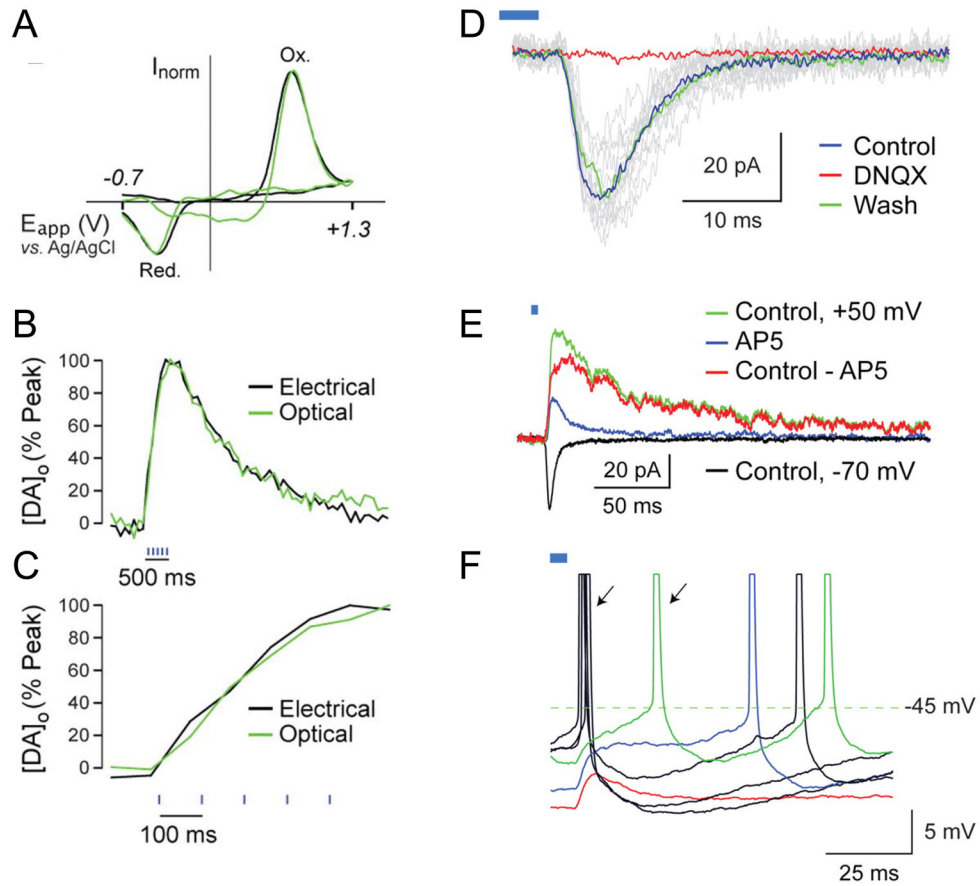 A
I norm
Ox.
-0.7
E app (V)
vs. Ag/AgCl
+1.3
Red.
B
[DA]o (% Peak)
100
80
60
40
20
0
Electrical
Optical
500 ms
C
[DA]o (% Peak)
100
80
60
40
20
0
Electrical
Optical
100 ms
D
20 pA
10 ms
Control
DNQX
Wash
E
Control, +50 mV
AP5
Control - AP5
20 pA
50 ms
Control, -70 mV
F
-45 mV
5 mV
25 ms